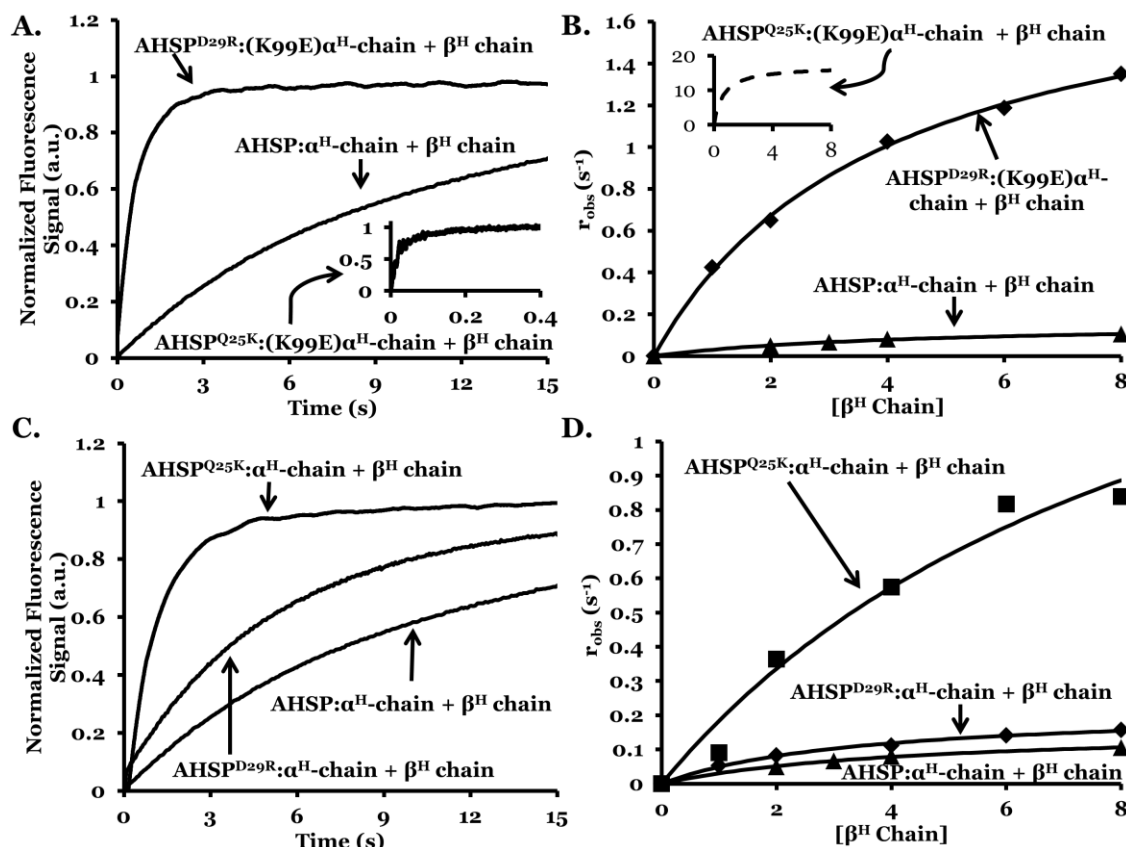 A.
1.2
1
0.8
0.6
0.4
0.2
0
Normalized Fluorescence
Signal (a.u.)
AHSPᴰ²⁹ᴿ:(K99E)αᴴ-chain + βᴴ chain
AHSP:αᴴ-chain + βᴴ chain
1
0.5
0
0 0.2 0.4
AHSPQ²⁵ᴷ:(K99E)αᴴ-chain + βᴴ chain
0 3 6 9 12 15
Time (s)
B.
1.6
1.4
1.2
1
0.8
0.6
0.4
0.2
0
r_obs (s⁻¹)
AHSPQ²⁵ᴷ:(K99E)αᴴ-chain + βᴴ chain
20
10
0
0 4 8
AHSPᴰ²⁹ᴿ:(K99E)αᴴ-
chain + βᴴ chain
AHSP:αᴴ-chain + βᴴ chain
0 2 4 6 8
[βᴴ Chain]
C.
1.2
1
0.8
0.6
0.4
0.2
0
Normalized Fluorescence
Signal (a.u.)
AHSPQ²⁵ᴷ:αᴴ-chain + βᴴ chain
AHSP:αᴴ-chain + βᴴ chain
AHSPᴰ²⁹ᴿ:αᴴ-chain + βᴴ chain
0 3 6 9 12 15
Time (s)
D.
1
0.9
0.8
0.7
0.6
0.5
0.4
0.3
0.2
0.1
0
r_obs (s⁻¹)
AHSPQ²⁵ᴷ:αᴴ-chain + βᴴ chain
AHSPᴰ²⁹ᴿ:αᴴ-chain + βᴴ chain
AHSP:αᴴ-chain + βᴴ chain
0 2 4 6 8
[βᴴ Chain]